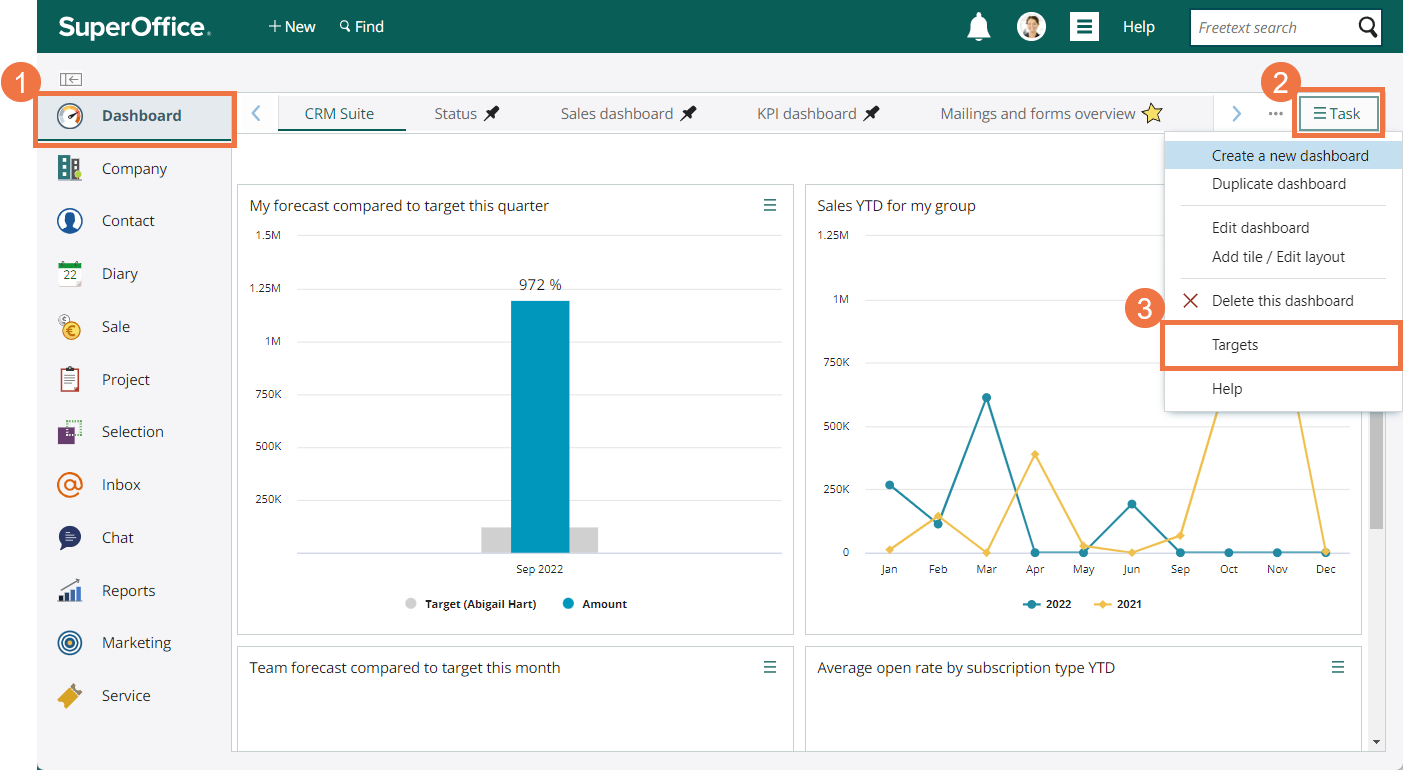 SuperOffice.
+ New
Find
Help
Freetext search
1
Dashboard
Company
Contact
22
Diary
Sale
Project
Selection
Inbox
Chat
Reports
Marketing
Service
CRM Suite
Status
Sales dashboard
KPI dashboard
Mailings and forms overview
2
Task
Create a new dashboard
Duplicate dashboard
Edit dashboard
Add tile / Edit layout
Delete this dashboard
3
Targets
Help
My forecast compared to target this quarter
1.5M
1.25M
1M
750K
500K
250K
972 %
Sep 2022
Target (Abigail Hart)
Amount
Sales YTD for my group
1.25M
1M
750K
500K
250K
0
Jan
Feb
Mar
Apr
May
Jun
Sep
Oct
Nov
Dec
2022
2021
Team forecast compared to target this month
Average open rate by subscription type YTD